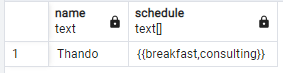 name schedule
text text[]
1 Thando {{breakfast,consulting}}